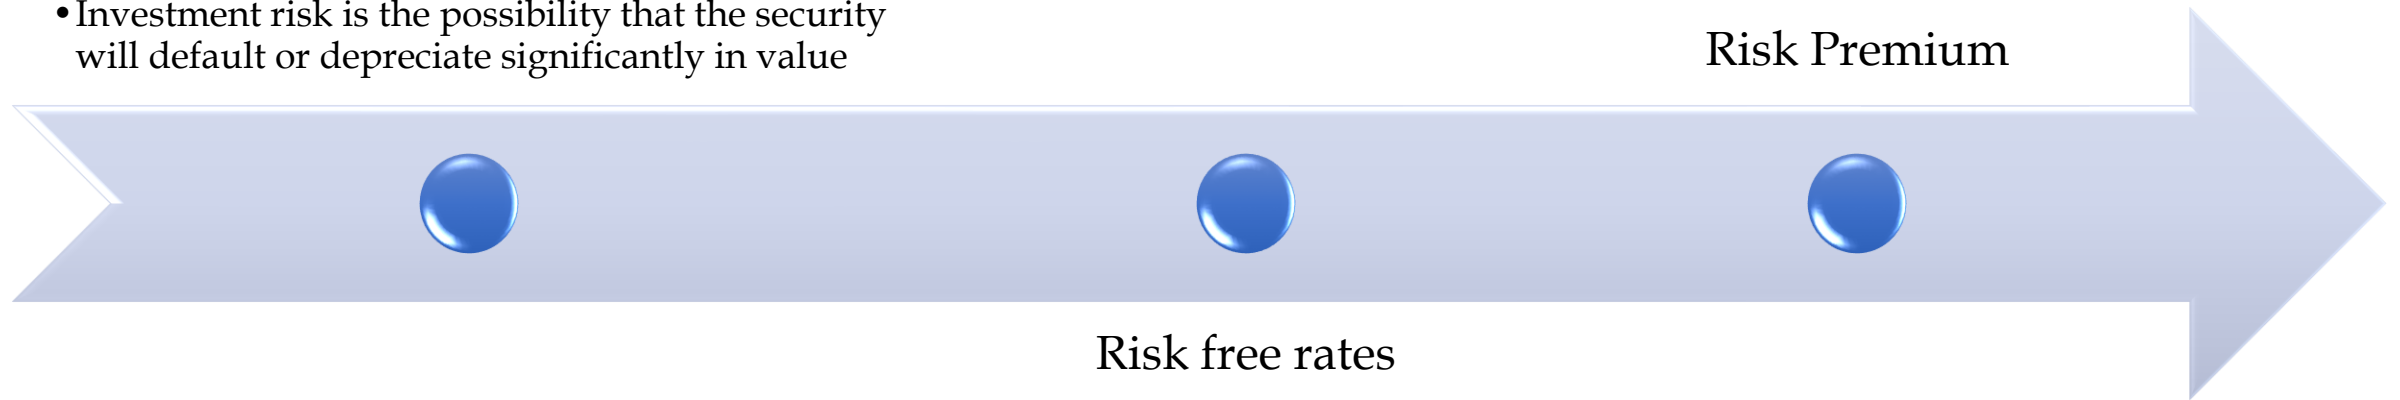 •Investment risk is the possibility that the security
will default or depreciate significantly in value
Risk Premium
Risk free rates